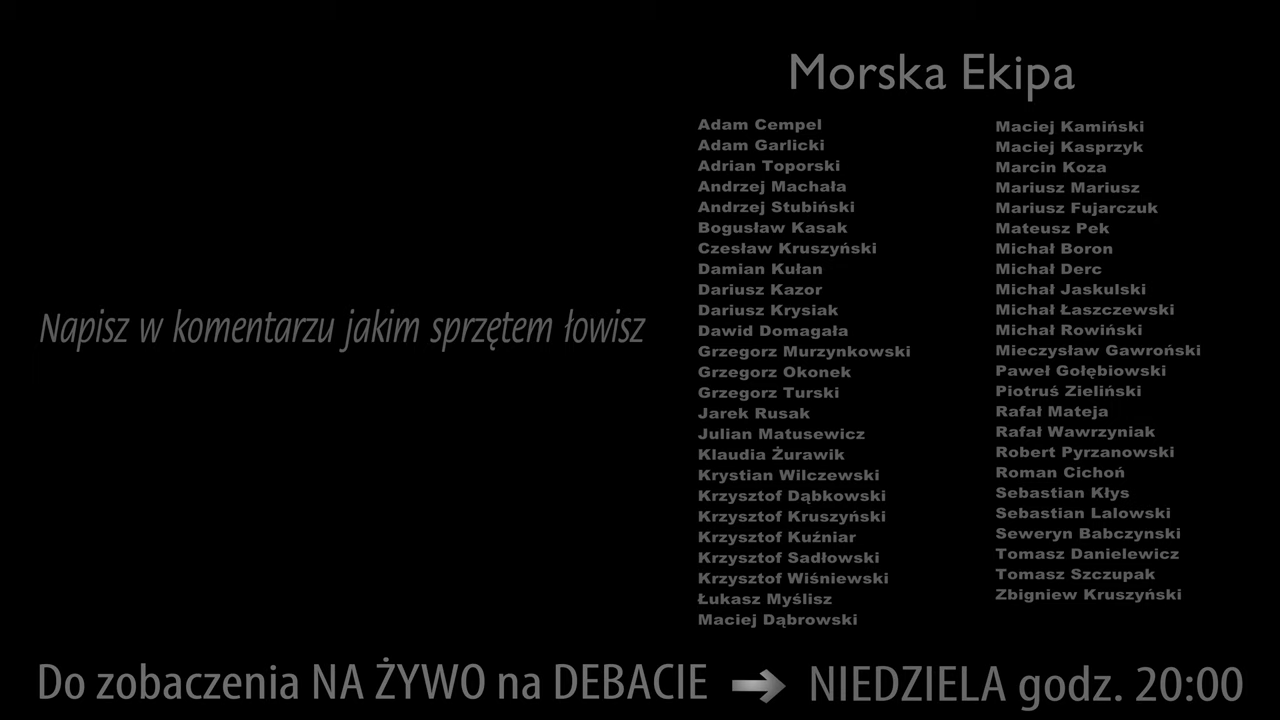 Morska Ekipa
Adam Cempel
Adam Garlicki
Adrian Toporski
Andrzej Machała
Andrzej Stubiński
Bogusław Kasak
Czesław Kruszyński
Damian Kułan
Dariusz Kazor
Dariusz Krysiak
Dawid Domagała
Grzegorz Murzynkowski
Grzegorz Okonek
Grzegorz Turski
Jarek Rusak
Julian Matusewicz
Klaudia Żurawik
Krystian Wilczewski
Krzysztof Dąbkowski
Krzysztof Kruszyński
Krzysztof Kuźniar
Krzysztof Sadłowski
Krzysztof Wiśniewski
Łukasz Myślisz
Maciej Dąbrowski
Maciej Kamiński
Maciej Kasprzyk
Marcin Koza
Mariusz Mariusz
Mariusz Fujarczuk
Mateusz Pek
Michał Boron
Michał Derc
Michał Jaskulski
Michał Łaszczewski
Michał Rowiński
Mieczysław Gawroński
Paweł Gołębiowski
Piotruś Zieliński
Rafał Mateja
Rafał Wawrzyniak
Robert Pyrzanowski
Roman Cichoń
Sebastian Kłys
Sebastian Lalowski
Seweryn Babczynski
Tomasz Danielewicz
Tomasz Szczupak
Zbigniew Kruszyński
Napisz w komentarzu jakim sprzętem łowisz
Do zobaczenia NA ŻYWO na DEBACIE → NIEDZIELA godz. 20:00